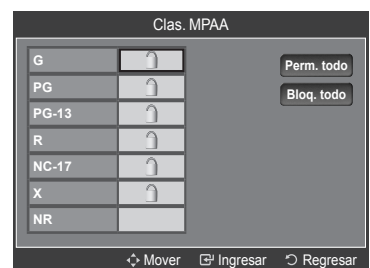 Clas. MPAA
G
Perm. todo
PG
Bloq. todo
PG-13
R
NC-17
X
NR
Mover Ingresar Regresar